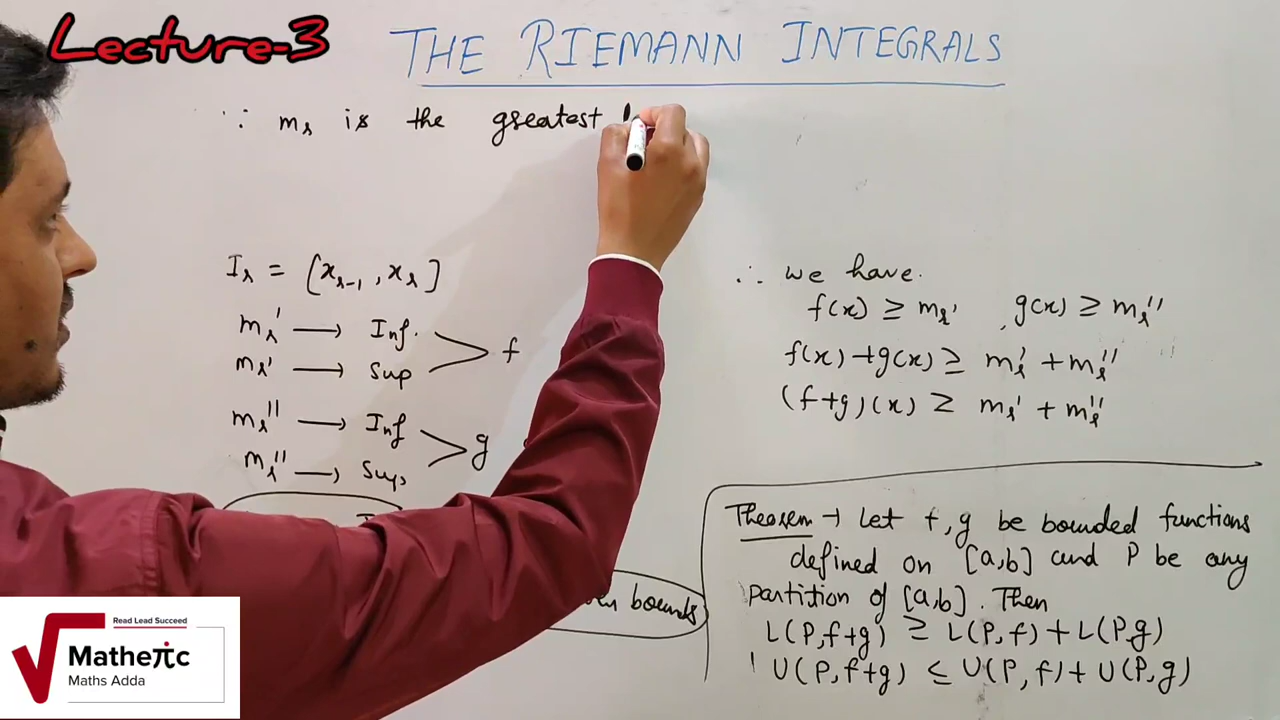 Lecture-3
THE RIEMANN INTEGRALS
∵ mᵣ is the greatest
Iᵣ = [xᵣ₋₁, xᵣ]
mᵣ' → Inf.
mᵣ' → Sup
f
mᵣ'' → Inf
mᵣ'' → Sup
g
bounds
∴ we have.
f(x) ≥ mᵣ' , g(x) ≥ mᵣ''
f(x)+g(x) ≥ mᵣ' + mᵣ''
(f+g)(x) ≥ mᵣ' + mᵣ''
Theorem → Let f,g be bounded functions
defined on [a,b] and P be any
partition of [a,b]. Then
L(P,f+g) ≥ L(P,f)+L(P,g)
U(P,f+g) ≤ U(P,f)+U(P,g)
Read Lead Succeed
Matheπc
Maths Adda